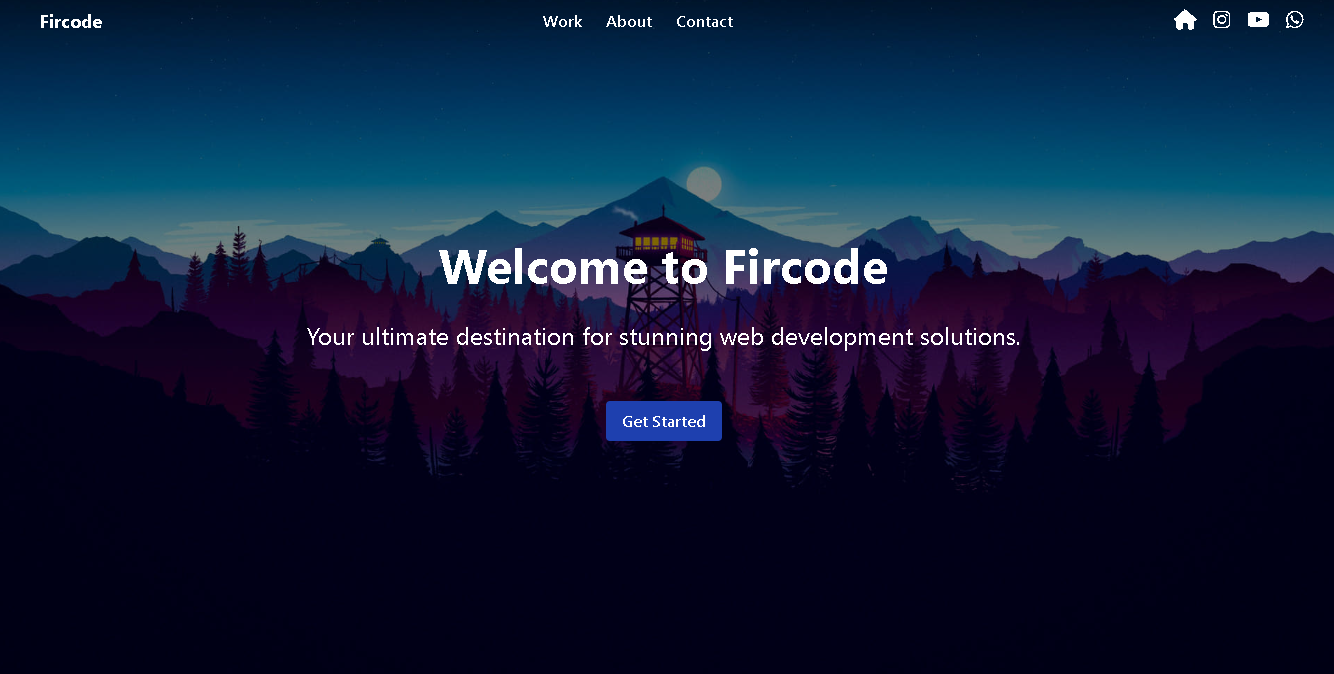 Fircode
Work About Contact
Welcome to Fircode
Your ultimate destination for stunning web development solutions.
Get Started